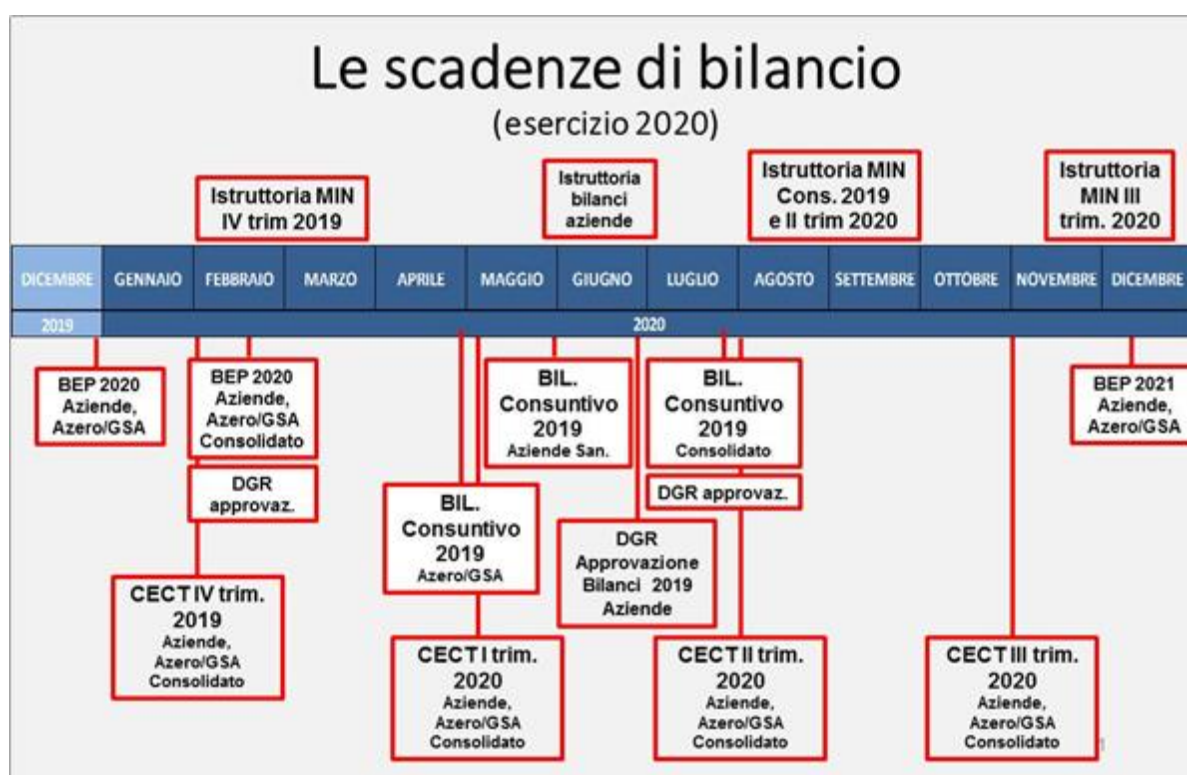 Le scadenze di bilancio
(esercizio 2020)
Istruttoria MIN
IV trim 2019
Istruttoria
bilanci
aziende
Istruttoria MIN
Cons. 2019
e II trim 2020
Istruttoria
MIN III
trim. 2020
DICEMBRE GENNAIO FEBBRAIO MARZO APRILE MAGGIO GIUGNO LUGLIO AGOSTO SETTEMBRE OTTOBRE NOVEMBRE DICEMBRE
2019 2020
BEP 2020
Aziende,
Azero/GSA
BEP 2020
Aziende,
Azero/GSA
Consolidato
DGR
approvaz.
BIL.
Consuntivo
2019
Aziende San.
BIL.
Consuntivo
2019
Consolidato
DGR approvaz.
BEP 2021
Aziende,
Azero/GSA
BIL.
Consuntivo
2019
Azero/GSA
DGR
Approvazione
Bilanci 2019
Aziende
CECT IV trim.
2019
Aziende,
Azero/GSA
Consolidato
CECT I trim.
2020
Aziende,
Azero/GSA
Consolidato
CECT II trim.
2020
Aziende,
Azero/GSA
Consolidato
CECT III trim.
2020
Aziende,
Azero/GSA
Consolidato
1